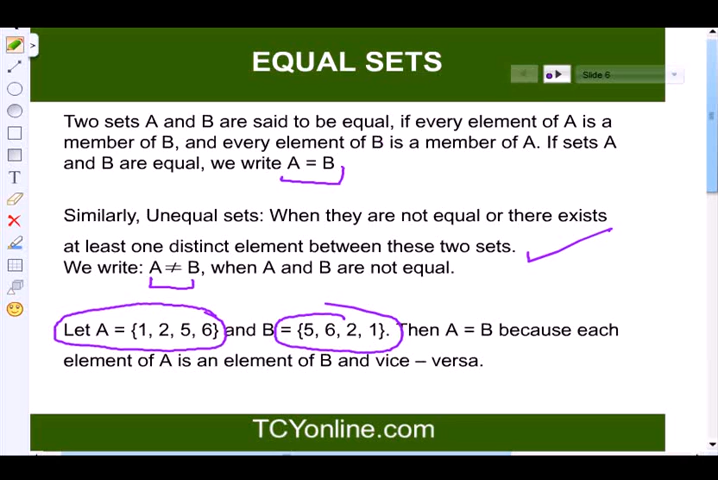 EQUAL SETS
Slide 6
Two sets A and B are said to be equal, if every element of A is a
member of B, and every element of B is a member of A. If sets A
and B are equal, we write A = B
Similarly, Unequal sets: When they are not equal or there exists
at least one distinct element between these two sets.
We write: A ≠ B, when A and B are not equal.
Let A = {1, 2, 5, 6} and B = {5, 6, 2, 1}. Then A = B because each
element of A is an element of B and vice – versa.
TCYonline.com